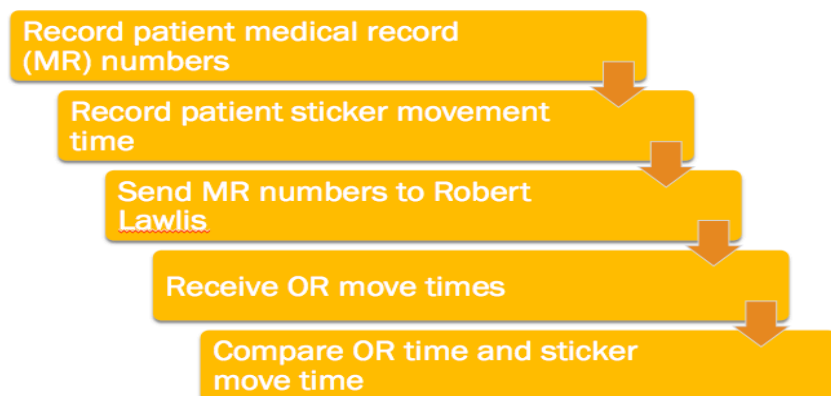 Record patient medical record
(MR) numbers
Record patient sticker movement
time
Send MR numbers to Robert
Lawlis
Receive OR move times
Compare OR time and sticker
move time